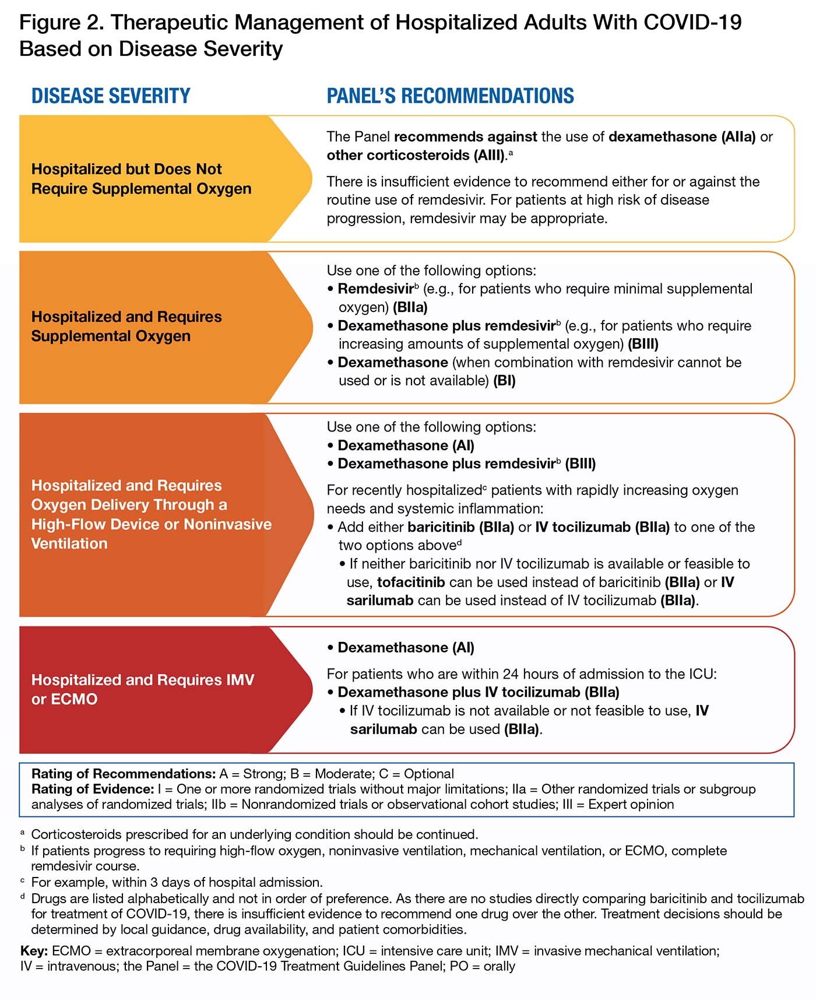 Figure 2. Therapeutic Management of Hospitalized Adults With COVID-19
Based on Disease Severity
DISEASE SEVERITY
PANEL'S RECOMMENDATIONS
Hospitalized but Does Not
Require Supplemental Oxygen
The Panel recommends against the use of dexamethasone (AIIa) or
other corticosteroids (AIII).a
There is insufficient evidence to recommend either for or against the
routine use of remdesivir. For patients at high risk of disease
progression, remdesivir may be appropriate.
Hospitalized and Requires
Supplemental Oxygen
Use one of the following options:
• Remdesivirb (e.g., for patients who require minimal supplemental
oxygen) (BIIa)
• Dexamethasone plus remdesivirb (e.g., for patients who require
increasing amounts of supplemental oxygen) (BIII)
• Dexamethasone (when combination with remdesivir cannot be
used or is not available) (BI)
Hospitalized and Requires
Oxygen Delivery Through a
High-Flow Device or Noninvasive
Ventilation
Use one of the following options:
• Dexamethasone (AI)
• Dexamethasone plus remdesivirb (BIII)
For recently hospitalizedc patients with rapidly increasing oxygen
needs and systemic inflammation:
• Add either baricitinib (BIIa) or IV tocilizumab (BIIa) to one of the
two options aboved
• If neither baricitinib nor IV tocilizumab is available or feasible to
use, tofacitinib can be used instead of baricitinib (BIIa) or IV
sarilumab can be used instead of IV tocilizumab (BIIa).
Hospitalized and Requires IMV
or ECMO
• Dexamethasone (AI)
For patients who are within 24 hours of admission to the ICU:
• Dexamethasone plus IV tocilizumab (BIIa)
• If IV tocilizumab is not available or not feasible to use, IV
sarilumab can be used (BIIa).
Rating of Recommendations: A = Strong; B = Moderate; C = Optional
Rating of Evidence: I = One or more randomized trials without major limitations; IIa = Other randomized trials or subgroup
analyses of randomized trials; IIb = Nonrandomized trials or observational cohort studies; III = Expert opinion
a Corticosteroids prescribed for an underlying condition should be continued.
b If patients progress to requiring high-flow oxygen, noninvasive ventilation, mechanical ventilation, or ECMO, complete
remdesivir course.
c For example, within 3 days of hospital admission.
d Drugs are listed alphabetically and not in order of preference. As there are no studies directly comparing baricitinib and tocilizumab
for treatment of COVID-19, there is insufficient evidence to recommend one drug over the other. Treatment decisions should be
determined by local guidance, drug availability, and patient comorbidities.
Key: ECMO = extracorporeal membrane oxygenation; ICU = intensive care unit; IMV = invasive mechanical ventilation;
IV = intravenous; the Panel = the COVID-19 Treatment Guidelines Panel; PO = orally